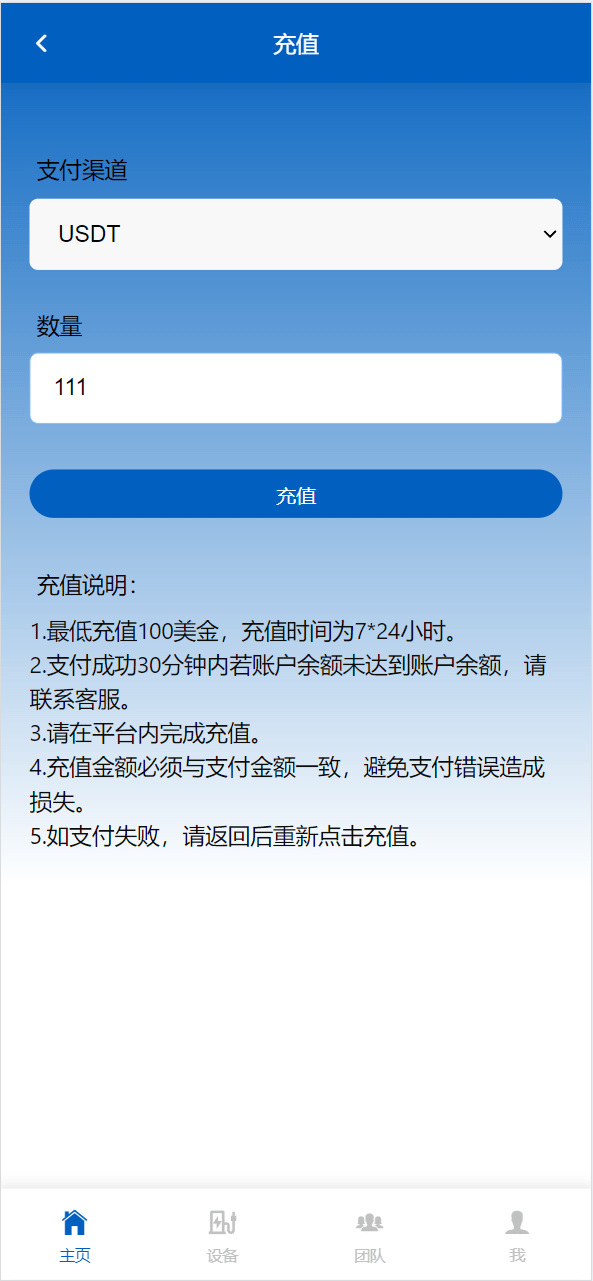 充值
支付渠道
USDT
数量
111
充值
充值说明：
1.最低充值100美金，充值时间为7*24小时。
2.支付成功30分钟内若账户余额未达到账户余额，请
联系客服。
3.请在平台内完成充值。
4.充值金额必须与支付金额一致，避免支付错误造成
损失。
5.如支付失败，请返回后重新点击充值。
主页
设备
团队
我